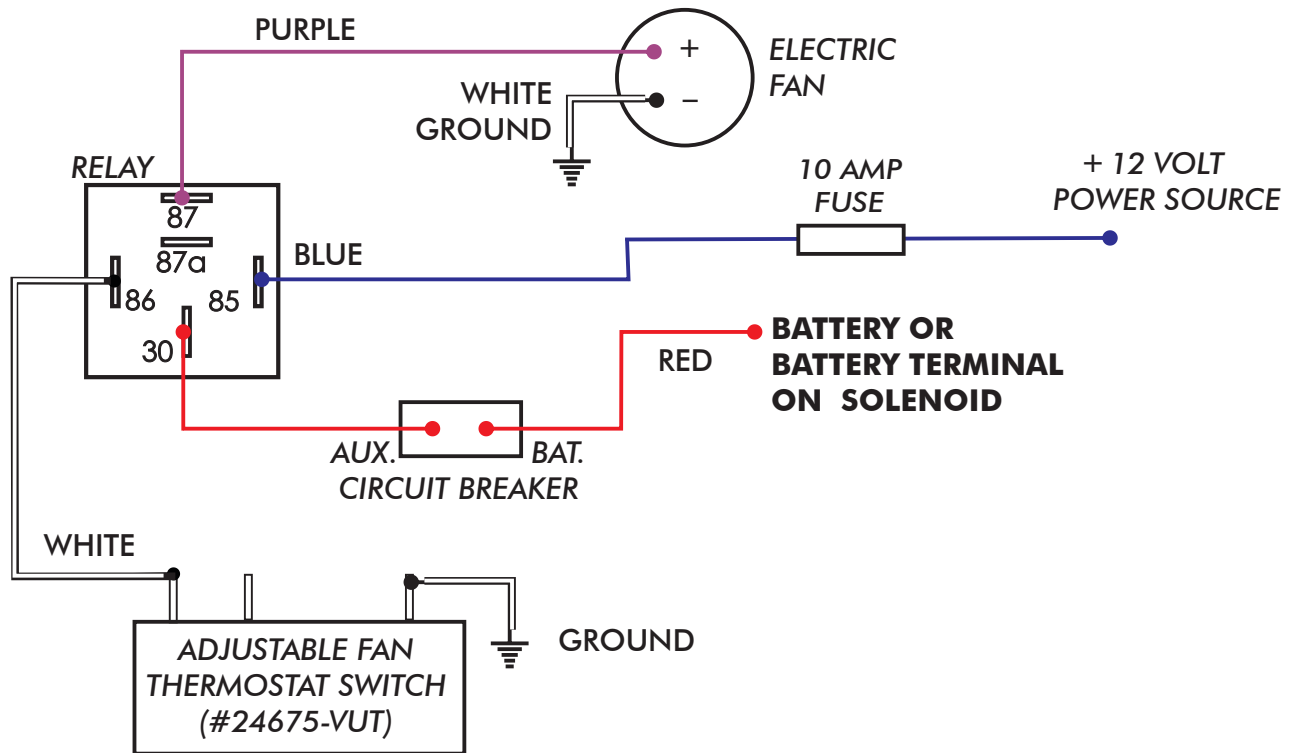 PURPLE
+
ELECTRIC
FAN
WHITE
GROUND
−
RELAY
10 AMP
FUSE
+ 12 VOLT
POWER SOURCE
87
87a
BLUE
86
85
30
RED
BATTERY OR
BATTERY TERMINAL
ON SOLENOID
AUX.
BAT.
CIRCUIT BREAKER
WHITE
GROUND
ADJUSTABLE FAN
THERMOSTAT SWITCH
(#24675-VUT)